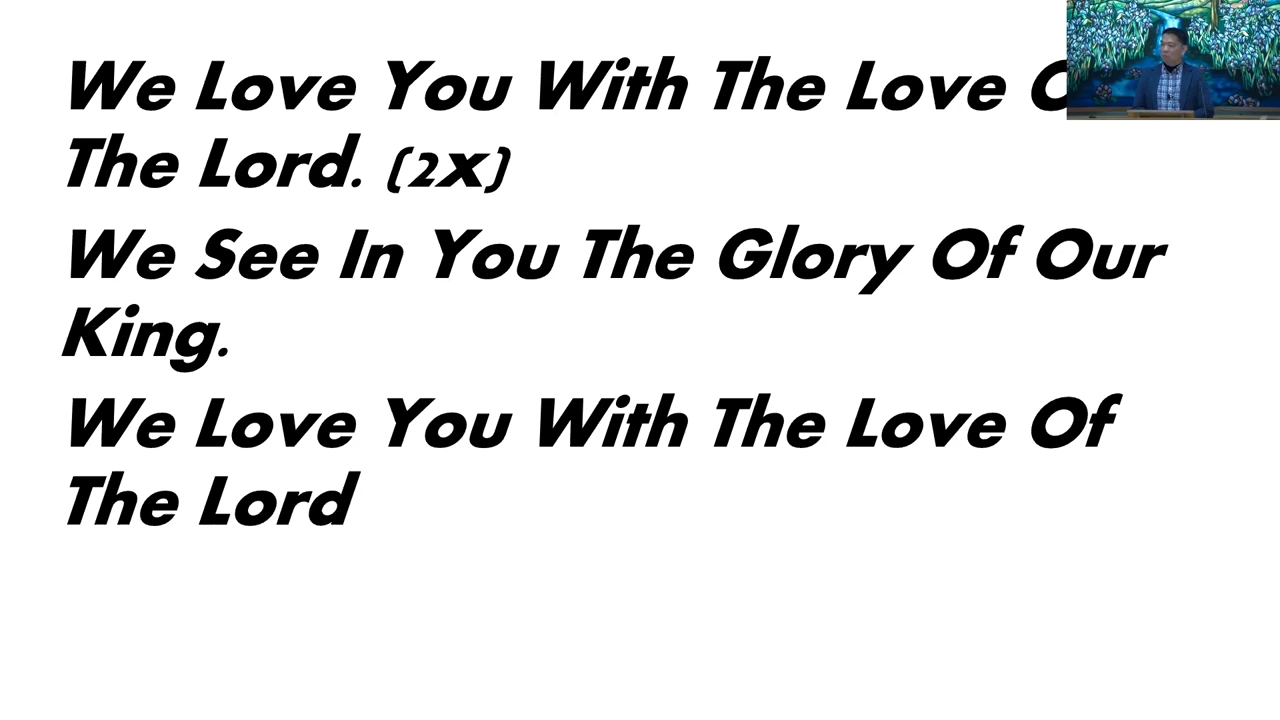 We Love You With The Love
The Lord. (2x)
We See In You The Glory Of Our
King.
We Love You With The Love Of
The Lord